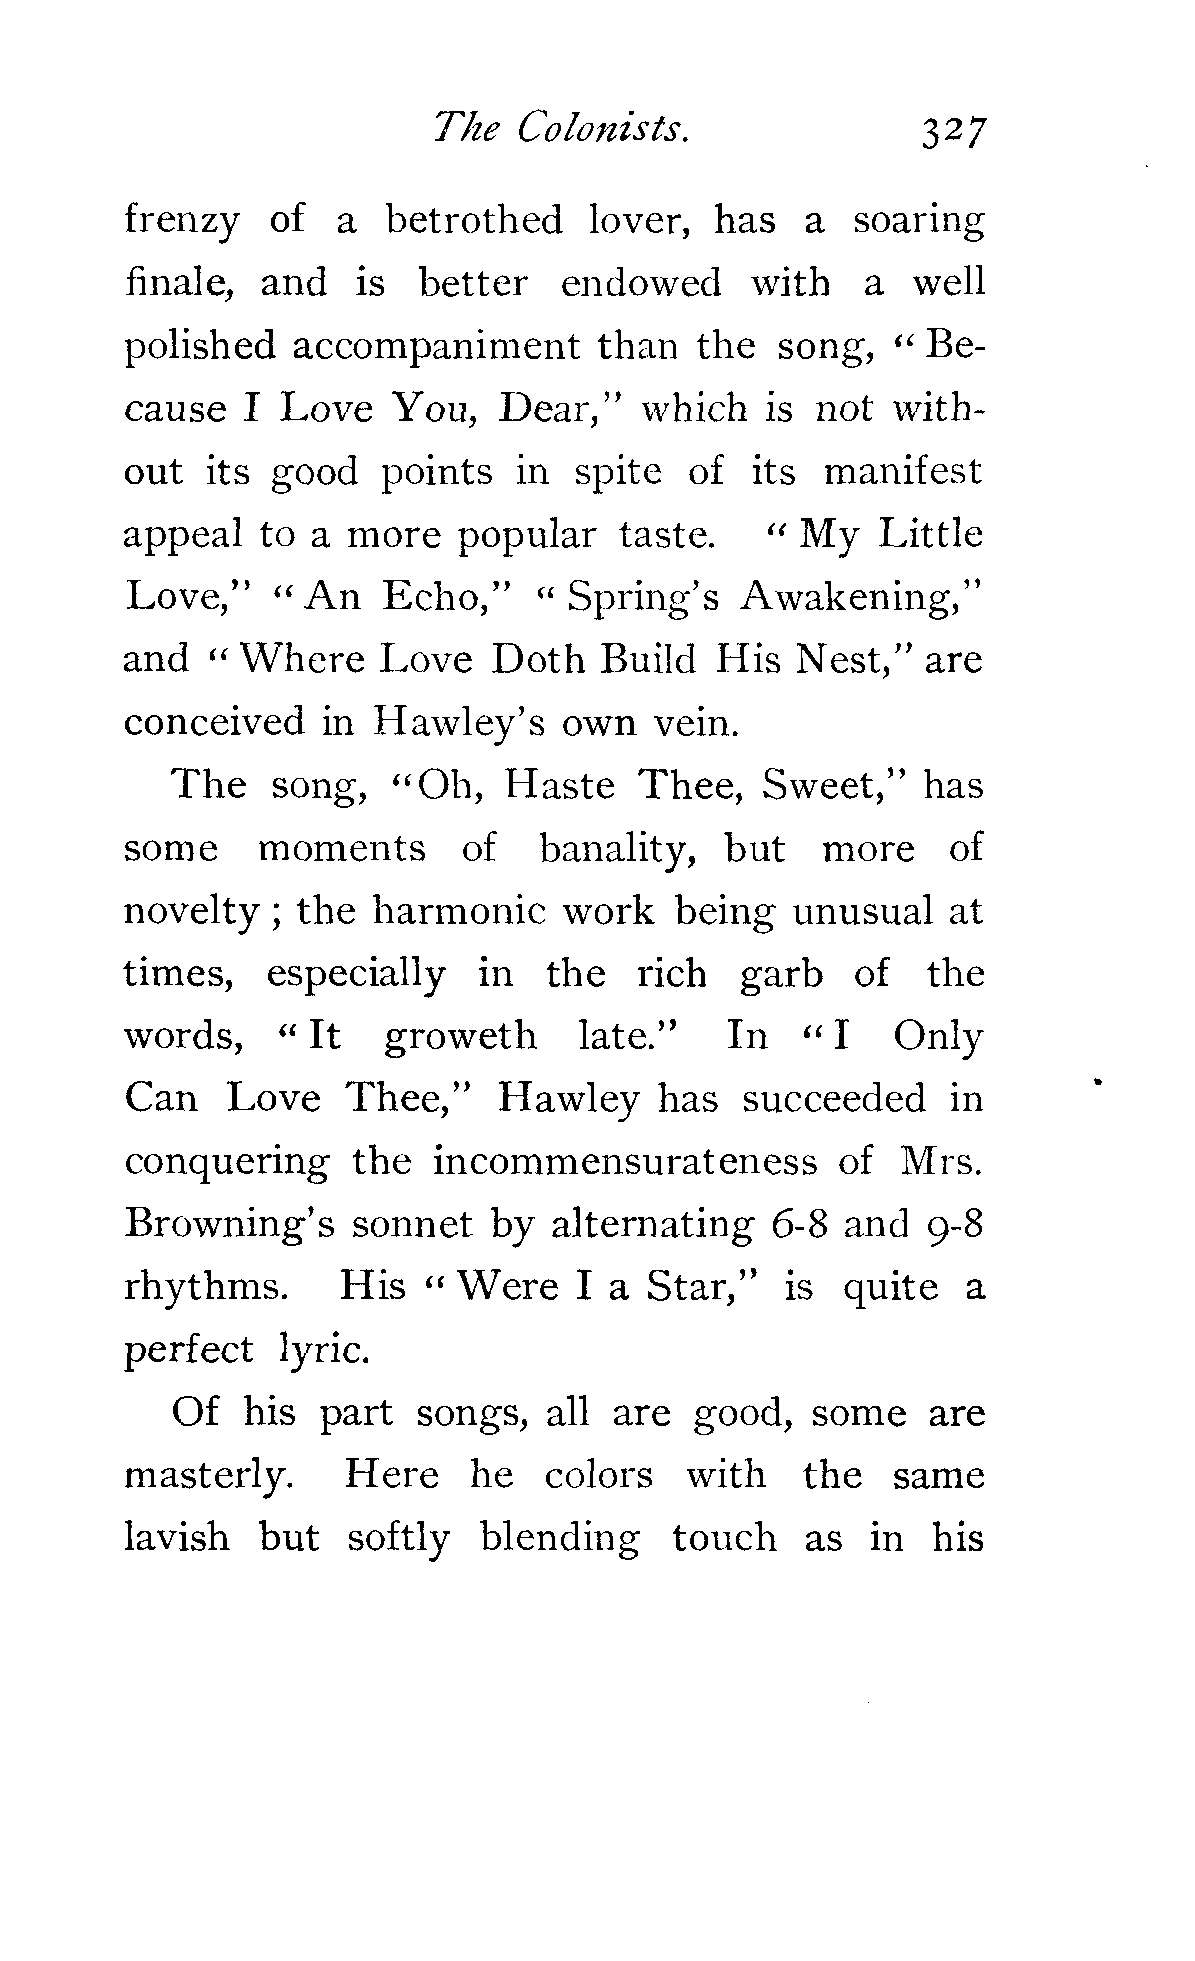 The Colonists. 327
frenzy of a betrothed lover, has a soaring
finale, and is better endowed with a well
polished accompaniment than the song, “ Be-
cause I Love You, Dear,” which is not with-
out its good points in spite of its manifest
appeal to a more popular taste. “ My Little
Love,” “ An Echo,” “ Spring’s Awakening,”
and “ Where Love Doth Build His Nest,” are
conceived in Hawley’s own vein.
The song, “Oh, Haste Thee, Sweet,” has
some moments of banality, but more of
novelty ; the harmonic work being unusual at
times, especially in the rich garb of the
words, “ It groweth late.” In “ I Only
Can Love Thee,” Hawley has succeeded in
conquering the incommensurateness of Mrs.
Browning’s sonnet by alternating 6-8 and 9-8
rhythms. His “ Were I a Star,” is quite a
perfect lyric.
Of his part songs, all are good, some are
masterly. Here he colors with the same
lavish but softly blending touch as in his